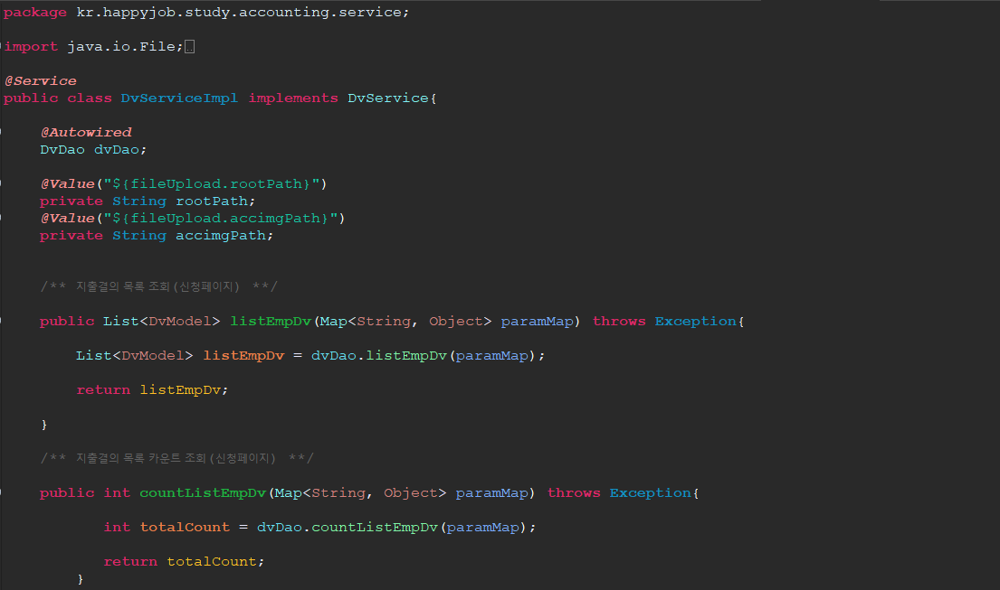 package kr.happyjob.study.accounting.service;
import java.io.File;
@Service
public class DvServiceImpl implements DvService{
@Autowired
DvDao dvDao;
@Value("${fileUpload.rootPath}")
private String rootPath;
@Value("${fileUpload.accimgPath}")
private String accimgPath;
/** 지출결의 목록 조회(신청페이지) **/
public List<DvModel> listEmpDv(Map<String, Object> paramMap) throws Exception{
List<DvModel> listEmpDv = dvDao.listEmpDv(paramMap);
return listEmpDv;
}
/** 지출결의 목록 카운트 조회(신청페이지) **/
public int countListEmpDv(Map<String, Object> paramMap) throws Exception{
int totalCount = dvDao.countListEmpDv(paramMap);
return totalCount;
}